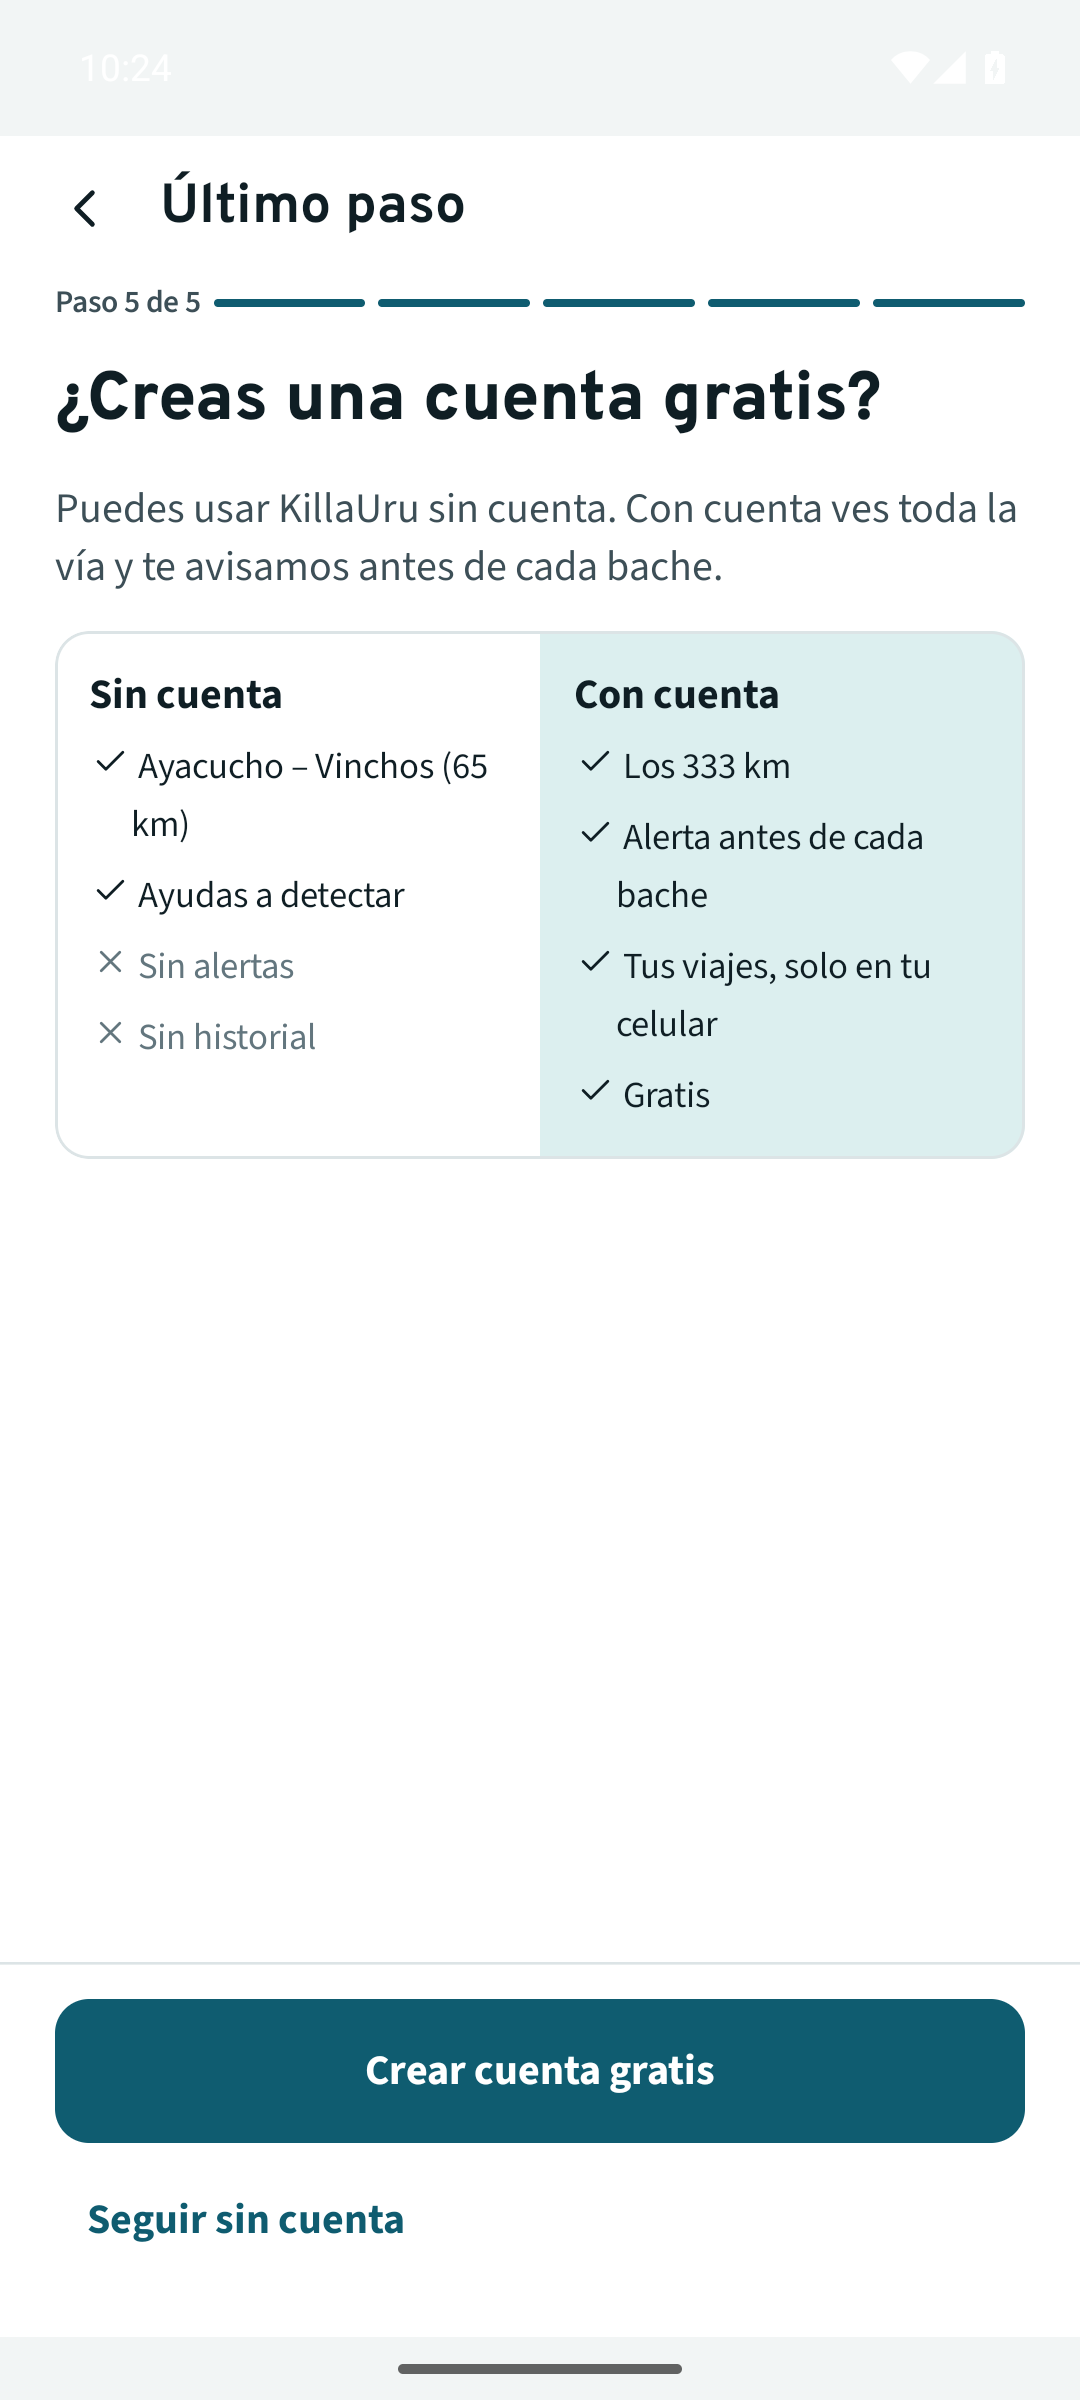 10:24
Último paso
Paso 5 de 5
¿Creas una cuenta gratis?
Puedes usar KillaUru sin cuenta. Con cuenta ves toda la
vía y te avisamos antes de cada bache.
Sin cuenta
Ayacucho – Vinchos (65
km)
Ayudas a detectar
Sin alertas
Sin historial
Con cuenta
Los 333 km
Alerta antes de cada
bache
Tus viajes, solo en tu
celular
Gratis
Crear cuenta gratis
Seguir sin cuenta